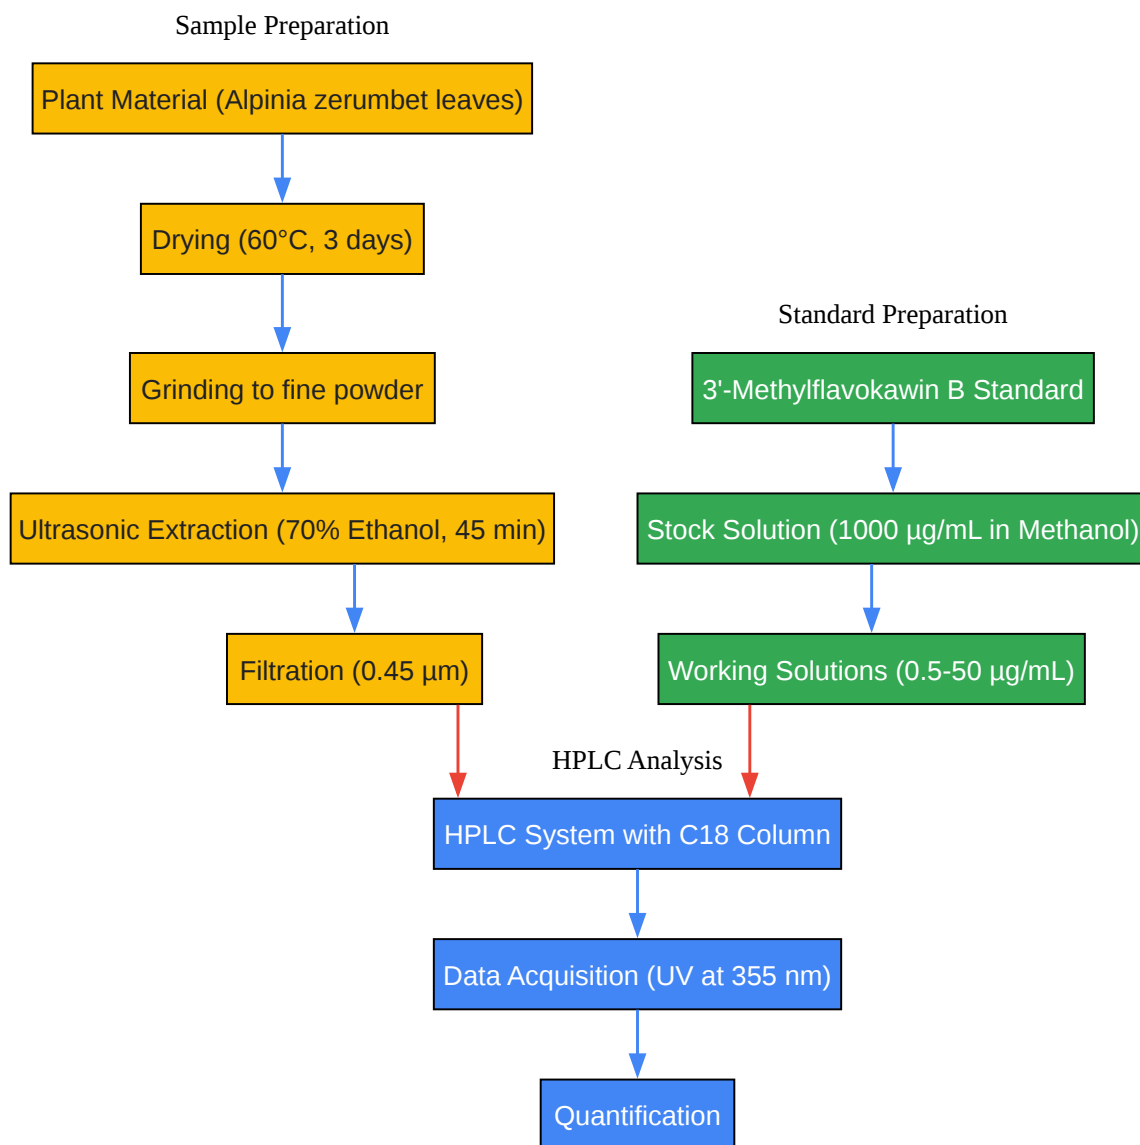 Sample Preparation
Plant Material (Alpinia zerumbet leaves)
Drying (60°C, 3 days)
Grinding to fine powder
Ultrasonic Extraction (70% Ethanol, 45 min)
Filtration (0.45 µm)
Standard Preparation
3'-Methylflavokawin B Standard
Stock Solution (1000 µg/mL in Methanol)
Working Solutions (0.5-50 µg/mL)
HPLC Analysis
HPLC System with C18 Column
Data Acquisition (UV at 355 nm)
Quantification